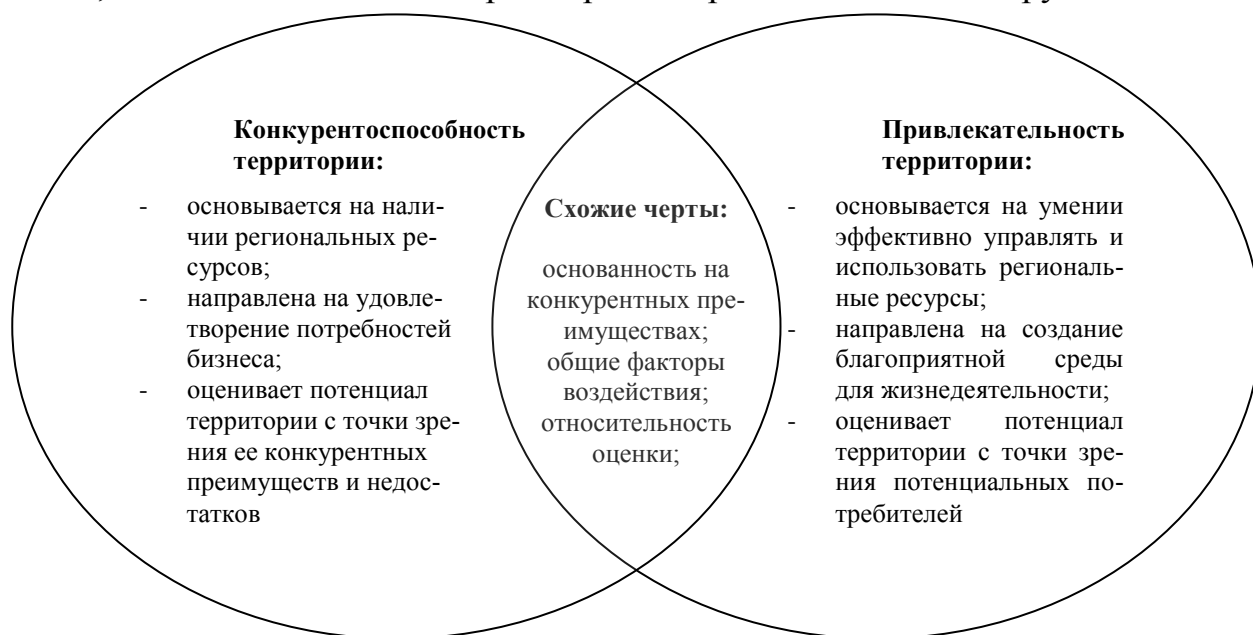 Конкурентоспособность
территории:
- основывается на нали-
чии региональных ре-
сурсов;
- направлена на удовле-
творение потребностей
бизнеса;
- оценивает потенциал
территории с точки зре-
ния ее конкурентных
преимуществ и недос-
татков
Схожие черты:
основанность на
конкурентных пре-
имуществах;
общие факторы
воздействия;
относительность
оценки;
Привлекательность
территории:
- основывается на умении
эффективно управлять и
использовать региональ-
ные ресурсы;
- направлена на создание
благоприятной среды
для жизнедеятельности;
- оценивает потенциал
территории с точки зре-
ния потенциальных по-
требителей